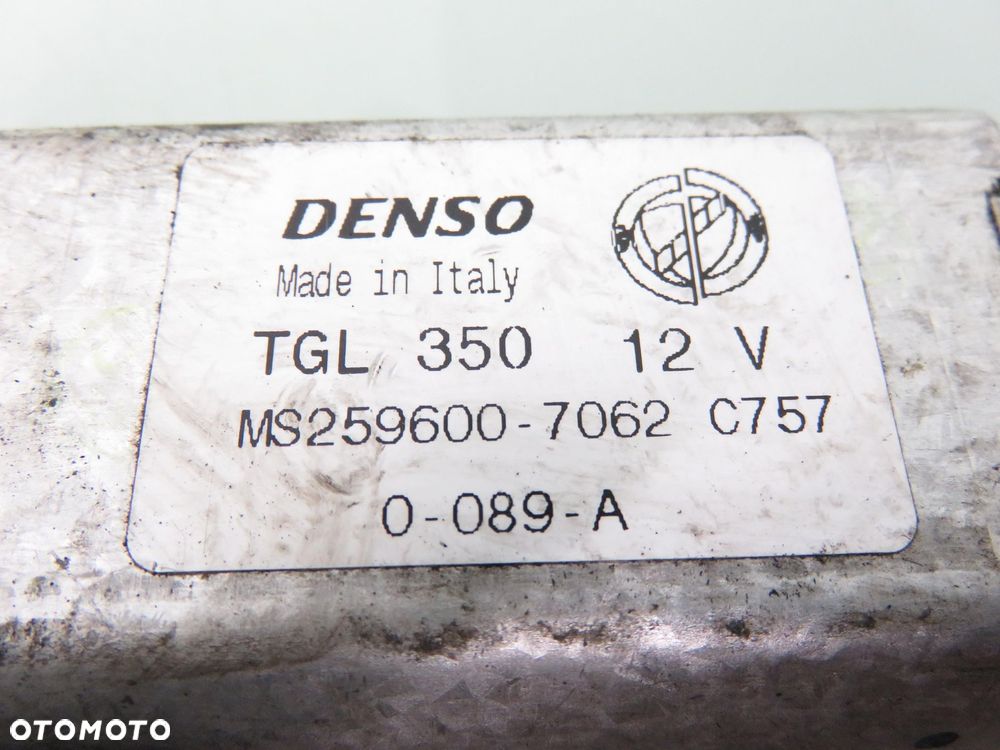 DENSO
Made in Italy
TGL 350 12 V
MS259600-7062 C757
0-089-A
OTOMOTO